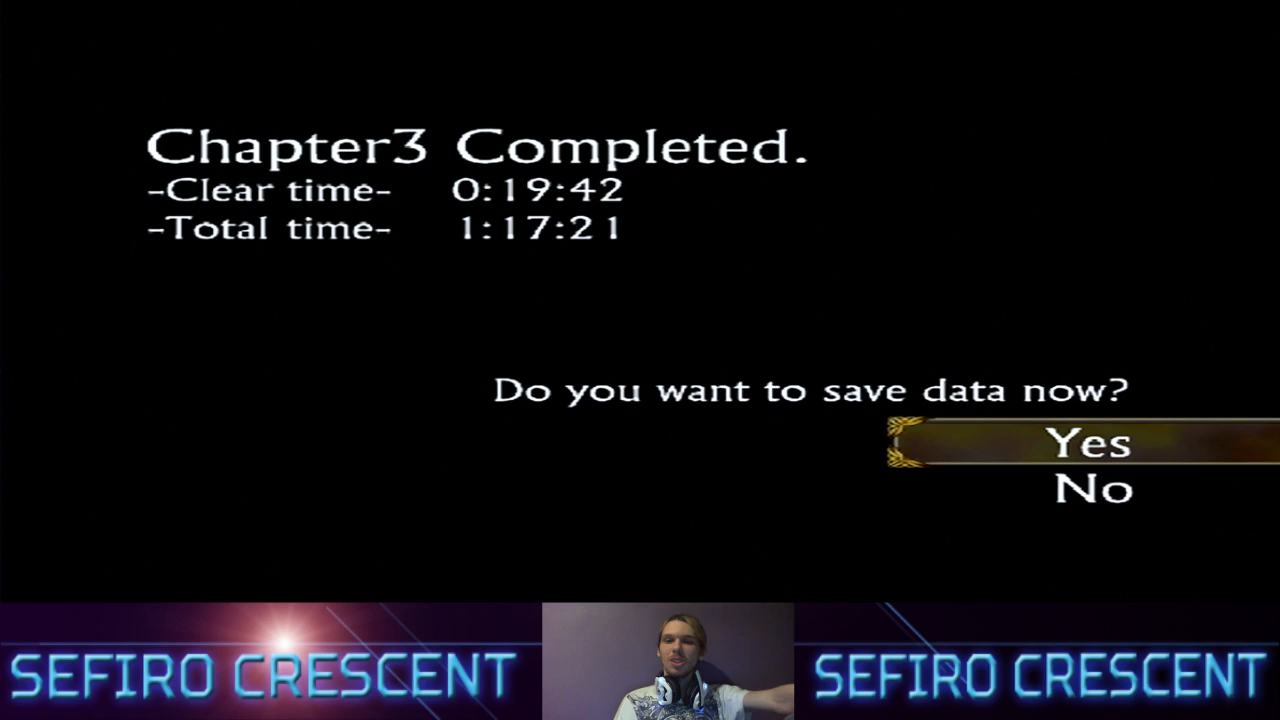 Chapter3 Completed.
-Clear time- 0:19:42
-Total time- 1:17:21
Do you want to save data now?
Yes
No
SEFIRO CRESCENT
SEFIRO CRESCENT